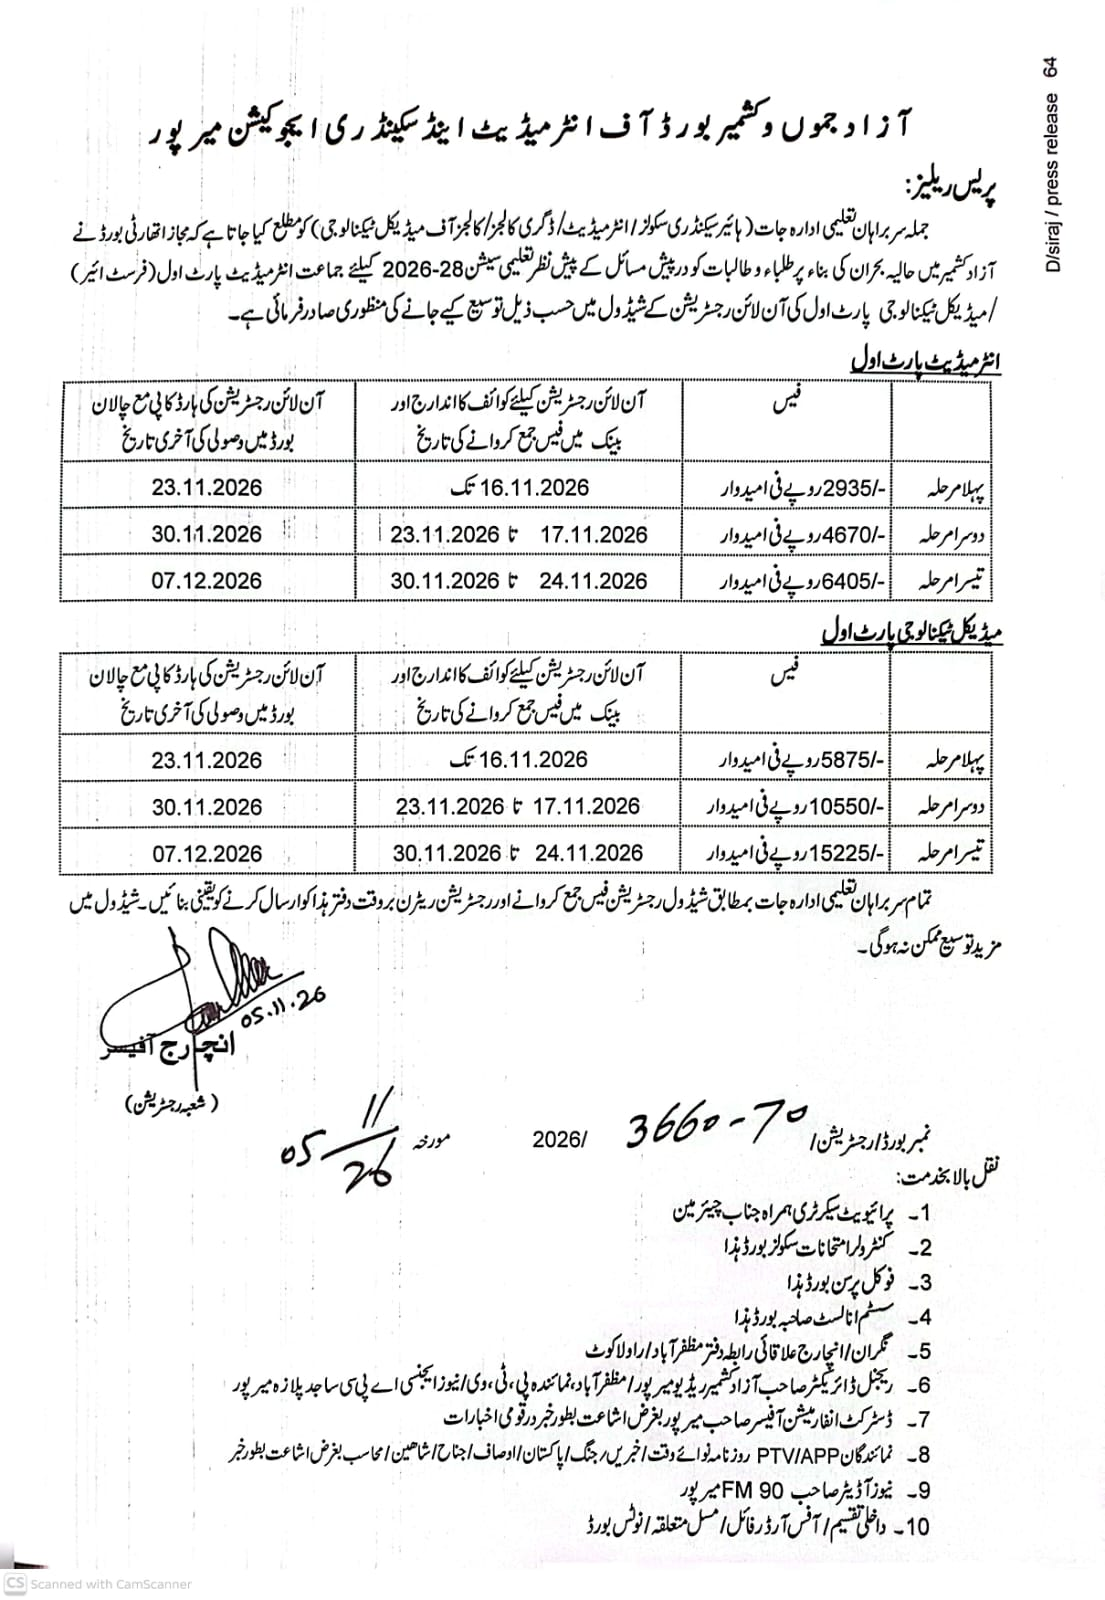 D/siraj / press release 64
آزاد جموں و کشمیر بورڈ آف انٹرمیڈیٹ اینڈ سکینڈری ایجوکیشن میرپور
پریس ریلیز:
جملہ سربراہان تعلیمی ادارہ جات (ہائیر سیکنڈری سکولز/انٹرمیڈیٹ/ڈگری کالجز/کالجز آف میڈیکل ٹیکنالوجی) کو مطلع کیا جاتا ہے کہ مجاز اتھارٹی بورڈ نے
آزاد کشمیر میں حالیہ بحران کی بناء پر طلباء و طالبات کو درپیش مسائل کے پیش نظر تعلیمی سیشن 28-2026 کیلئے جماعت انٹرمیڈیٹ پارٹ اول (فرسٹ ائیر)
/میڈیکل ٹیکنالوجی پارٹ اول کی آن لائن رجسٹریشن کے شیڈول میں حسب ذیل توسیع کیے جانے کی منظوری صادر فرمائی ہے۔
انٹرمیڈیٹ پارٹ اول
فیس	آن لائن رجسٹریشن کیلئے کوائف کا اندارج اور	آن لائن رجسٹریشن کی ہارڈ کاپی مع چالان
بینک میں فیس جمع کروانے کی تاریخ	بورڈ میں وصولی کی آخری تاریخ
پہلا مرحلہ	2935/- روپے فی امیدوار	16.11.2026 تک	23.11.2026
دوسرا مرحلہ	4670/- روپے فی امیدوار	17.11.2026 تا 23.11.2026	30.11.2026
تیسرا مرحلہ	6405/- روپے فی امیدوار	24.11.2026 تا 30.11.2026	07.12.2026
میڈیکل ٹیکنالوجی پارٹ اول
فیس	آن لائن رجسٹریشن کیلئے کوائف کا اندارج اور	آن لائن رجسٹریشن کی ہارڈ کاپی مع چالان
بینک میں فیس جمع کروانے کی تاریخ	بورڈ میں وصولی کی آخری تاریخ
پہلا مرحلہ	5875/- روپے فی امیدوار	16.11.2026 تک	23.11.2026
دوسرا مرحلہ	10550/- روپے فی امیدوار	17.11.2026 تا 23.11.2026	30.11.2026
تیسرا مرحلہ	15225/- روپے فی امیدوار	24.11.2026 تا 30.11.2026	07.12.2026
تمام سربراہان تعلیمی ادارہ جات بمطابق شیڈول رجسٹریشن فیس جمع کروانے اور رجسٹریشن ریٹرن بروقت دفتر ہذا کو ارسال کرنے کو یقینی بنائیں۔ شیڈول میں
مزید توسیع ممکن نہ ہوگی۔
05.11.26
انچارج آفیسر
(شعبہ رجسٹریشن)
نمبر بورڈ/رجسٹریشن/ 3660-70 /2026 مورخہ 05/11/26
نقل بالا بخدمت:
1۔ پرائیویٹ سیکرٹری ہمراہ جناب چیئرمین
2۔ کنٹرولر امتحانات سکولز بورڈ ہذا
3۔ فوکل پرسن بورڈ ہذا
4۔ سسٹم انالسٹ صاحبہ بورڈ ہذا
5۔ نگران/انچارج علاقائی رابطہ دفتر مظفرآباد/راولاکوٹ
6۔ ریجنل ڈائریکٹر صاحب آزاد کشمیر ریڈیو میرپور/مظفرآباد، نمائندہ پی، ٹی، وی/نیوز ایجنسی اے پی سی ساجد پلازہ میرپور
7۔ ڈسٹرکٹ انفارمیشن آفیسر صاحب میرپور بغرض اشاعت بطور خبر در قومی اخبارات
8۔ نمائندگان PTV/APP روزنامہ نوائے وقت/خبریں/جنگ/پاکستان/اوصاف/جناح/شاھین/محاسب بغرض اشاعت بطور خبر
9۔ نیوز آڈیٹر صاحب FM 90 میرپور
10۔ داخلی تقسیم/آفس آرڈر فائل/مسل متعلقہ/نوٹس بورڈ
CS Scanned with CamScanner